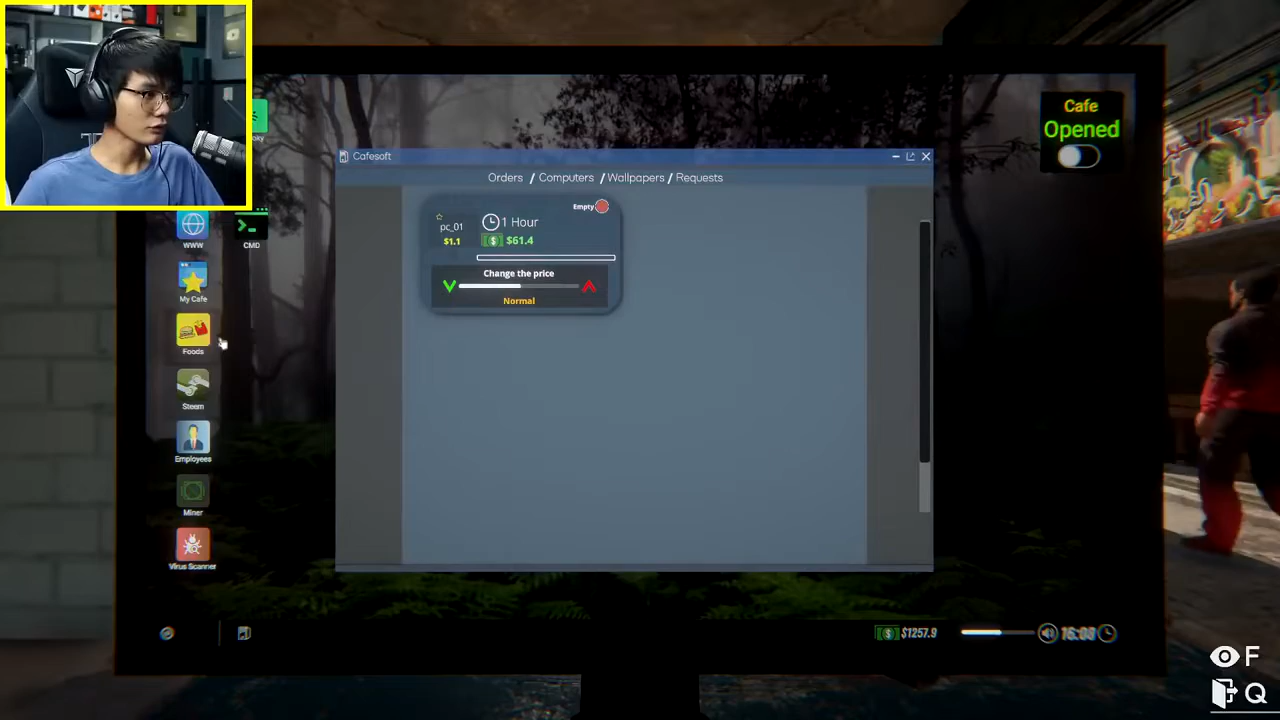 Cafe
Opened
Cafesoft
Orders / Computers / Wallpapers / Requests
Empty
pc_01
1 Hour
$1.1
$61.4
Change the price
Normal
WWW
CMD
My Cafe
Foods
Steem
Employees
Miner
Virus Scanner
$1257.9
F
Q